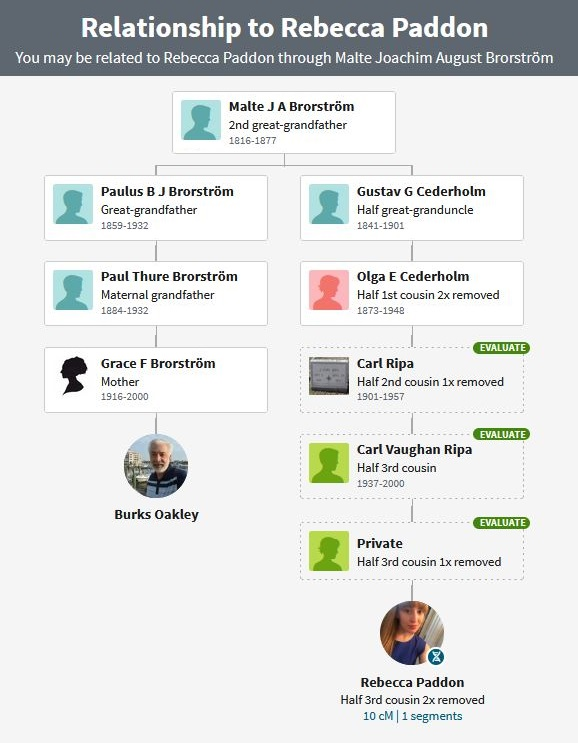 Relationship to Rebecca Paddon
You may be related to Rebecca Paddon through Malte Joachim August Brorström
Malte J A Brorström
2nd great-grandfather
1816-1877
Paulus B J Brorström
Great-grandfather
1859-1932
Gustav G Cederholm
Half great-granduncle
1841-1901
Paul Thure Brorström
Maternal grandfather
1884-1932
Olga E Cederholm
Half 1st cousin 2x removed
1873-1948
Grace F Brorström
Mother
1916-2000
EVALUATE
Carl Ripa
Half 2nd cousin 1x removed
1901-1957
Burks Oakley
EVALUATE
Carl Vaughan Ripa
Half 3rd cousin
1937-2000
EVALUATE
Private
Half 3rd cousin 1x removed
Rebecca Paddon
Half 3rd cousin 2x removed
10 cM | 1 segments